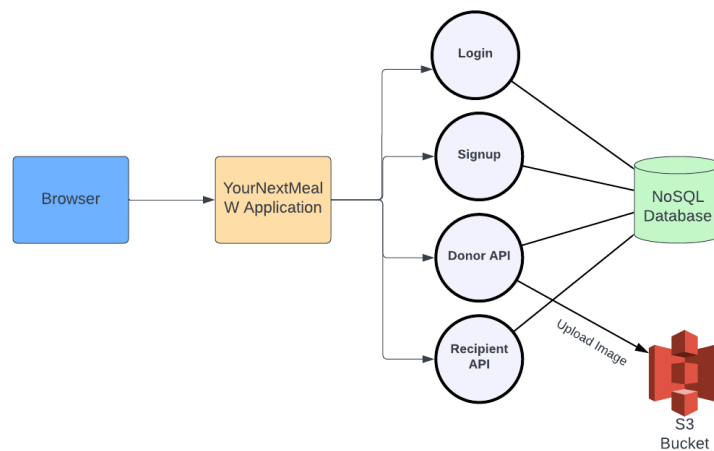 Login
Signup
Browser
YourNextMeal
W Application
NoSQL
Database
Donor API
Upload Image
Recipient
API
S3
Bucket